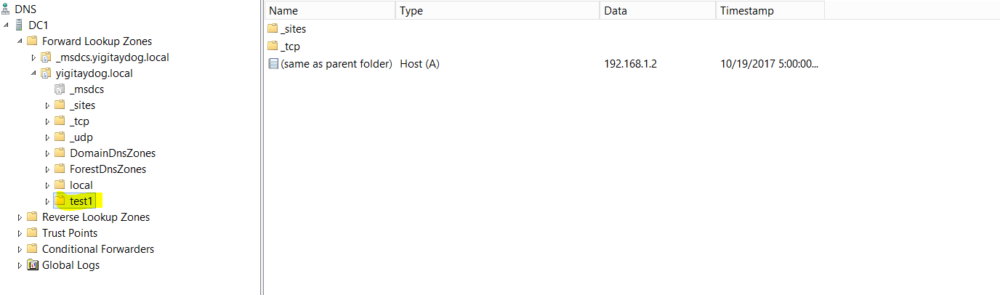 DNS
DC1
Forward Lookup Zones
_msdcs.yigitaydog.local
yigitaydog.local
_msdcs
_sites
_tcp
_udp
DomainDnsZones
ForestDnsZones
local
test1
Reverse Lookup Zones
Trust Points
Conditional Forwarders
Global Logs
Name Type Data Timestamp
_sites
_tcp
(same as parent folder) Host (A) 192.168.1.2 10/19/2017 5:00:00...